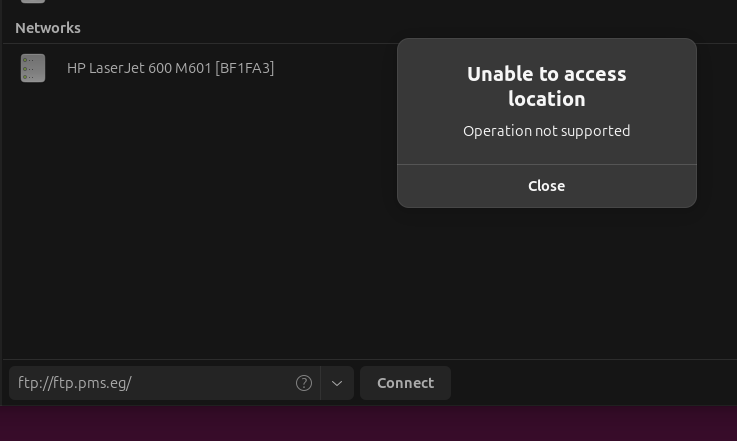 Networks
HP LaserJet 600 M601 [BF1FA3]
Unable to access
location
Operation not supported
Close
ftp://ftp.pms.eg/
Connect